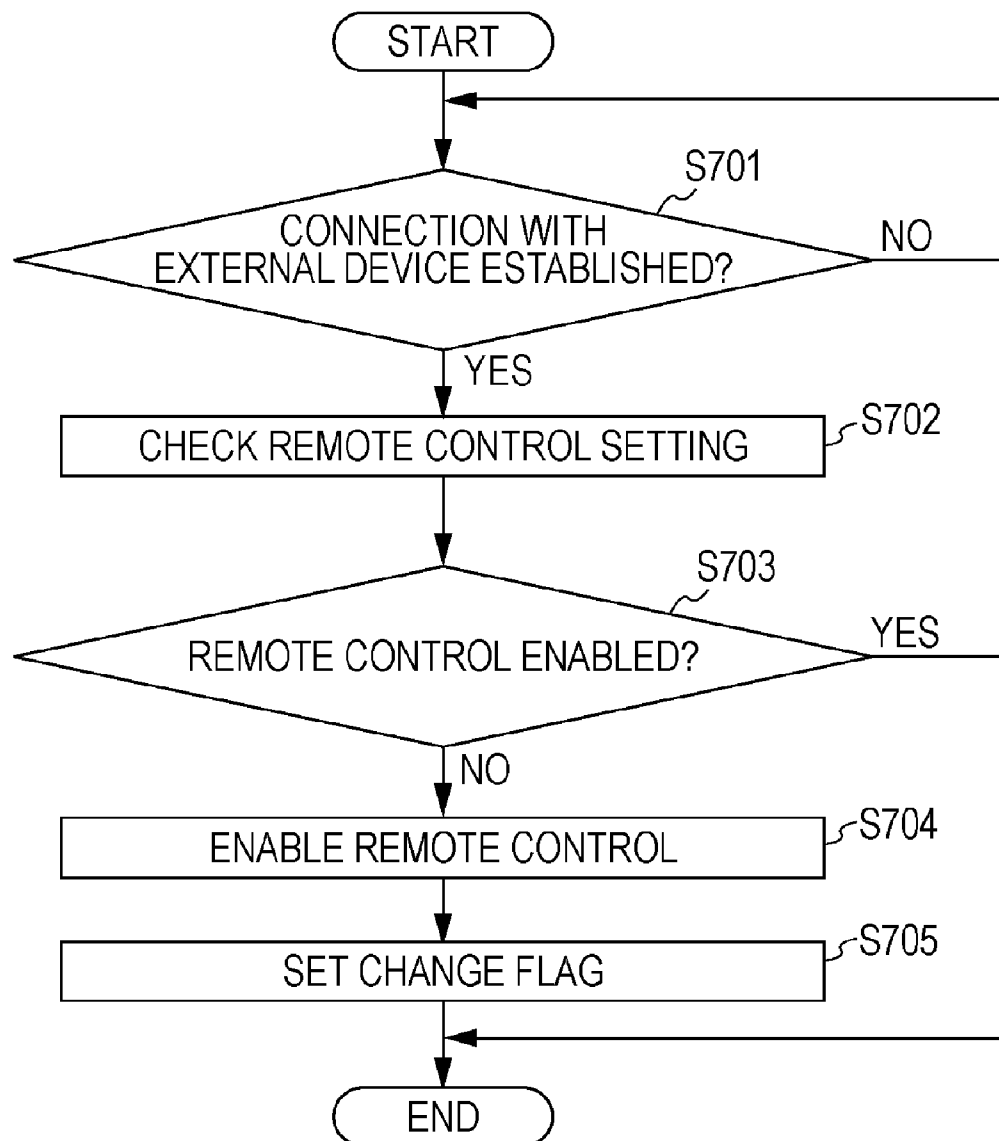 START
S701
CONNECTION WITH
EXTERNAL DEVICE ESTABLISHED?
NO
YES
S702
CHECK REMOTE CONTROL SETTING
S703
REMOTE CONTROL ENABLED?
YES
NO
S704
ENABLE REMOTE CONTROL
S705
SET CHANGE FLAG
END